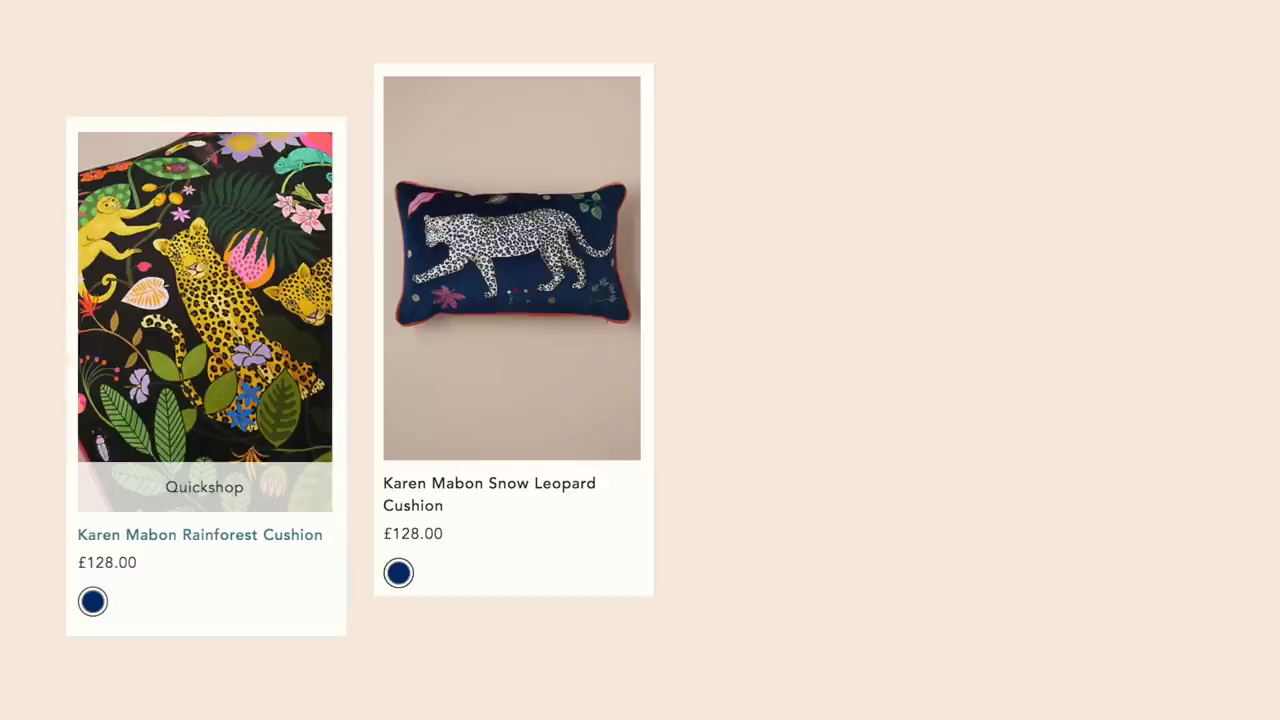 Quickshop
Karen Mabon Rainforest Cushion
£128.00
Karen Mabon Snow Leopard
Cushion
£128.00